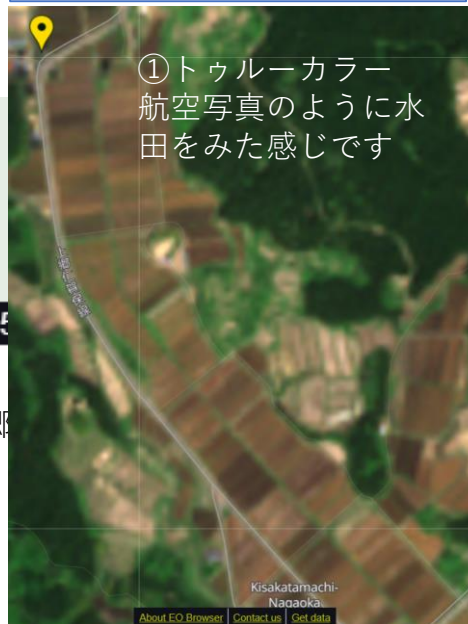 ①トゥルーカラー
航空写真のように水
田をみた感じです
Kisakatamachi-
Nagaoka
About EO Browser Contact us Get data